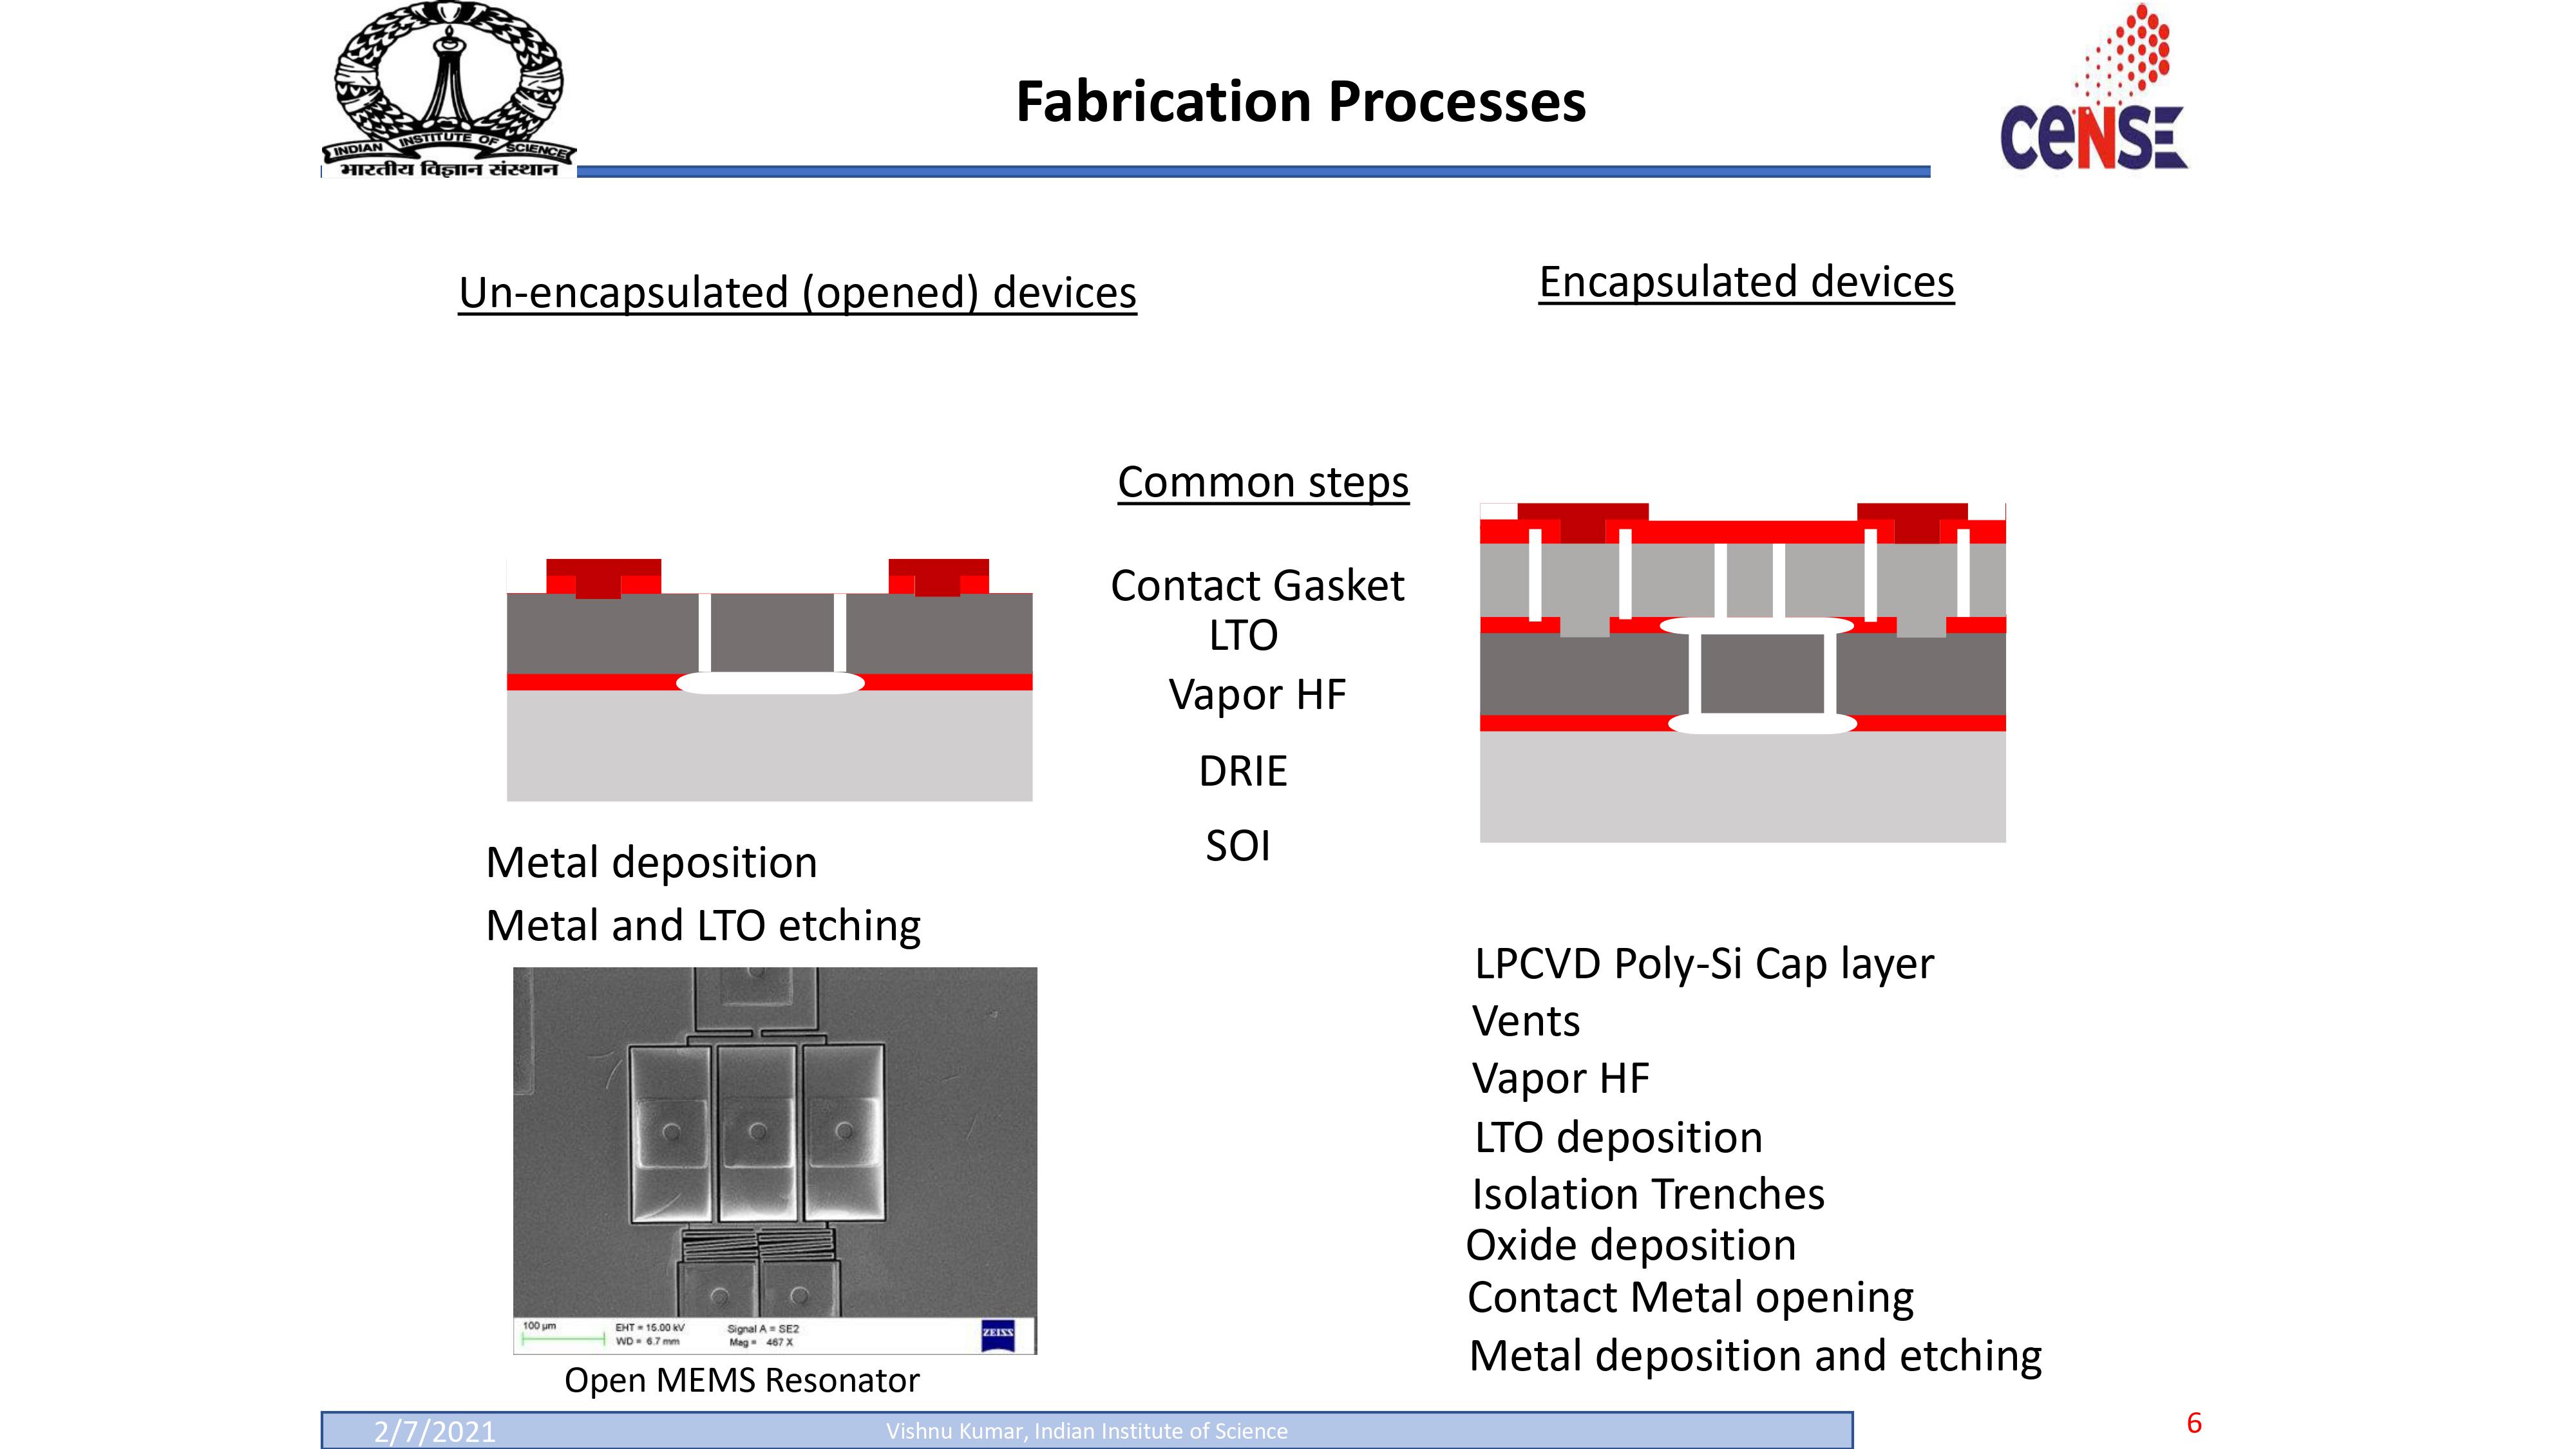 INDIAN INSTITUTE OF SCIENCE
भारतीय विज्ञान संस्थान
Fabrication Processes
CeNSE
Un-encapsulated (opened) devices
Encapsulated devices
Common steps
Contact Gasket
LTO
Vapor HF
DRIE
SOI
Metal deposition
Metal and LTO etching
100 µm
EHT = 15.00 kV
WD = 6.7 mm
Signal A = SE2
Mag = 467 X
ZEISS
Open MEMS Resonator
LPCVD Poly-Si Cap layer
Vents
Vapor HF
LTO deposition
Isolation Trenches
Oxide deposition
Contact Metal opening
Metal deposition and etching
2/7/2021
Vishnu Kumar, Indian Institute of Science
6